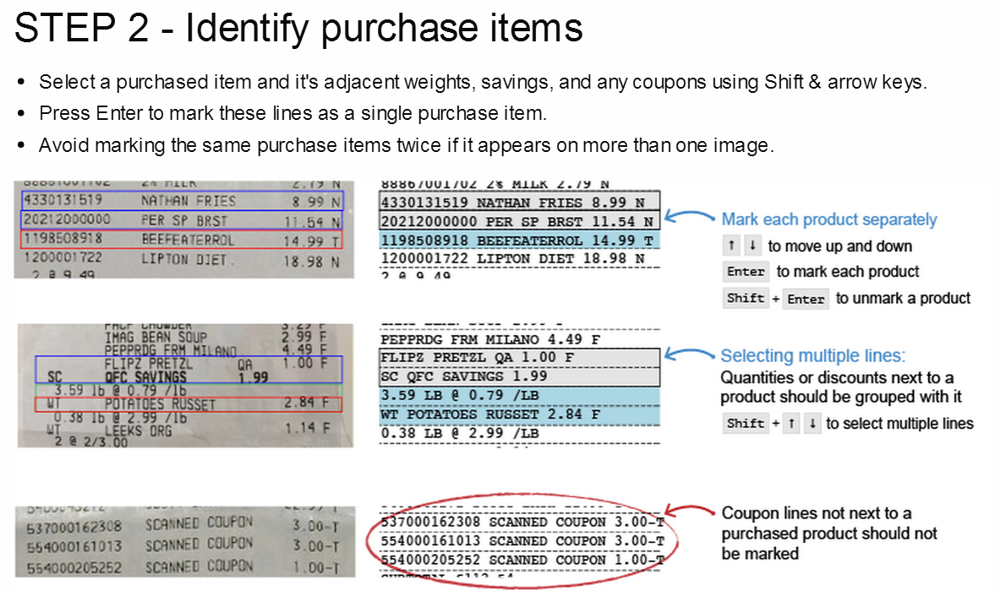 STEP 2 - Identify purchase items
• Select a purchased item and it's adjacent weights, savings, and any coupons using Shift & arrow keys.
• Press Enter to mark these lines as a single purchase item.
• Avoid marking the same purchase items twice if it appears on more than one image.
88867001702 2% MILK 2.79 N
4330131519 NATHAN FRIES 8.99 N
20212000000 PER SP BRST 11.54 N
1198508918 BEEFEATERROL 14.99 T
1200001722 LIPTON DIET. 18.98 N
2 @ 9.49
88867001702 2% MILK 2.79 N
4330131519 NATHAN FRIES 8.99 N
20212000000 PER SP BRST 11.54 N
1198508918 BEEFEATERROL 14.99 T
1200001722 LIPTON DIET 18.98 N
2 @ 9.49
Mark each product separately
↑ ↓ to move up and down
Enter to mark each product
Shift + Enter to unmark a product
CHOWDER 3.29 F
IMAG BEAN SOUP 2.99 F
PEPPRDG FRM MILANO 4.49 F
FLIPZ PRETZL QA 1.00 F
SC QFC SAVINGS 1.99
3.59 lb @ 0.79 /lb
WT POTATOES RUSSET 2.84 F
0.38 lb @ 2.99 /lb
WT LEEKS ORG 1.14 F
2 @ 2/3.00
IMAG BEAN SOUP 2.99 F
PEPPRDG FRM MILANO 4.49 F
FLIPZ PRETZL QA 1.00 F
SC QFC SAVINGS 1.99
3.59 LB @ 0.79 /LB
WT POTATOES RUSSET 2.84 F
0.38 LB @ 2.99 /LB
Selecting multiple lines:
Quantities or discounts next to a
product should be grouped with it
Shift + ↑ ↓ to select multiple lines
537000162308 SCANNED COUPON 3.00-T
554000161013 SCANNED COUPON 3.00-T
554000205252 SCANNED COUPON 1.00-T
537000162308 SCANNED COUPON 3.00-T
554000161013 SCANNED COUPON 3.00-T
554000205252 SCANNED COUPON 1.00-T
Coupon lines not next to a
purchased product should not
be marked